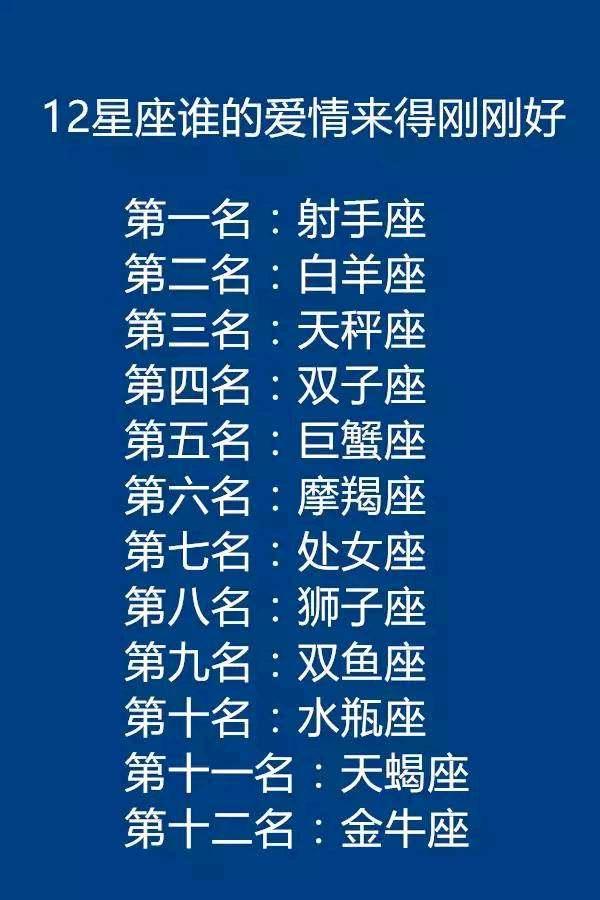 12星座谁的爱情来得刚刚好
第一名：射手座
第二名：白羊座
第三名：天秤座
第四名：双子座
第五名：巨蟹座
第六名：摩羯座
第七名：处女座
第八名：狮子座
第九名：双鱼座
第十名：水瓶座
第十一名：天蝎座
第十二名：金牛座